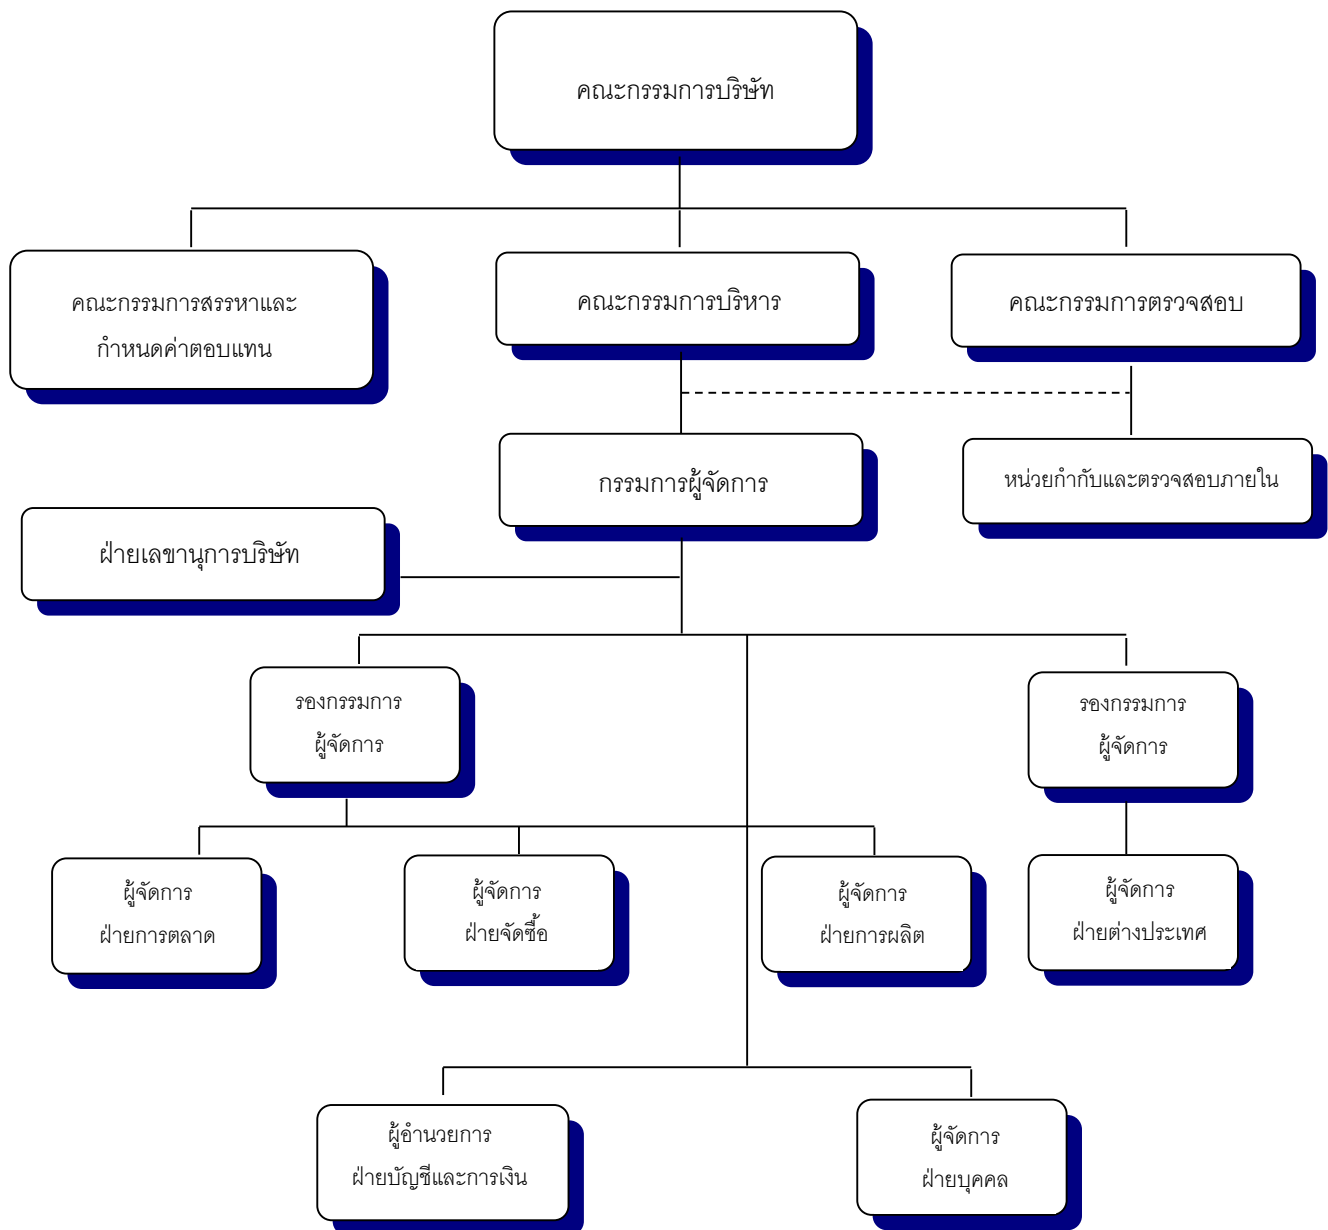 คณะกรรมการบริษัท
คณะกรรมการสรรหาและ
กำหนดค่าตอบแทน
คณะกรรมการบริหาร
คณะกรรมการตรวจสอบ
กรรมการผู้จัดการ
หน่วยกำกับและตรวจสอบภายใน
ฝ่ายเลขานุการบริษัท
รองกรรมการ
ผู้จัดการ
รองกรรมการ
ผู้จัดการ
ผู้จัดการ
ฝ่ายการตลาด
ผู้จัดการ
ฝ่ายจัดซื้อ
ผู้จัดการ
ฝ่ายการผลิต
ผู้จัดการ
ฝ่ายต่างประเทศ
ผู้อำนวยการ
ฝ่ายบัญชีและการเงิน
ผู้จัดการ
ฝ่ายบุคคล